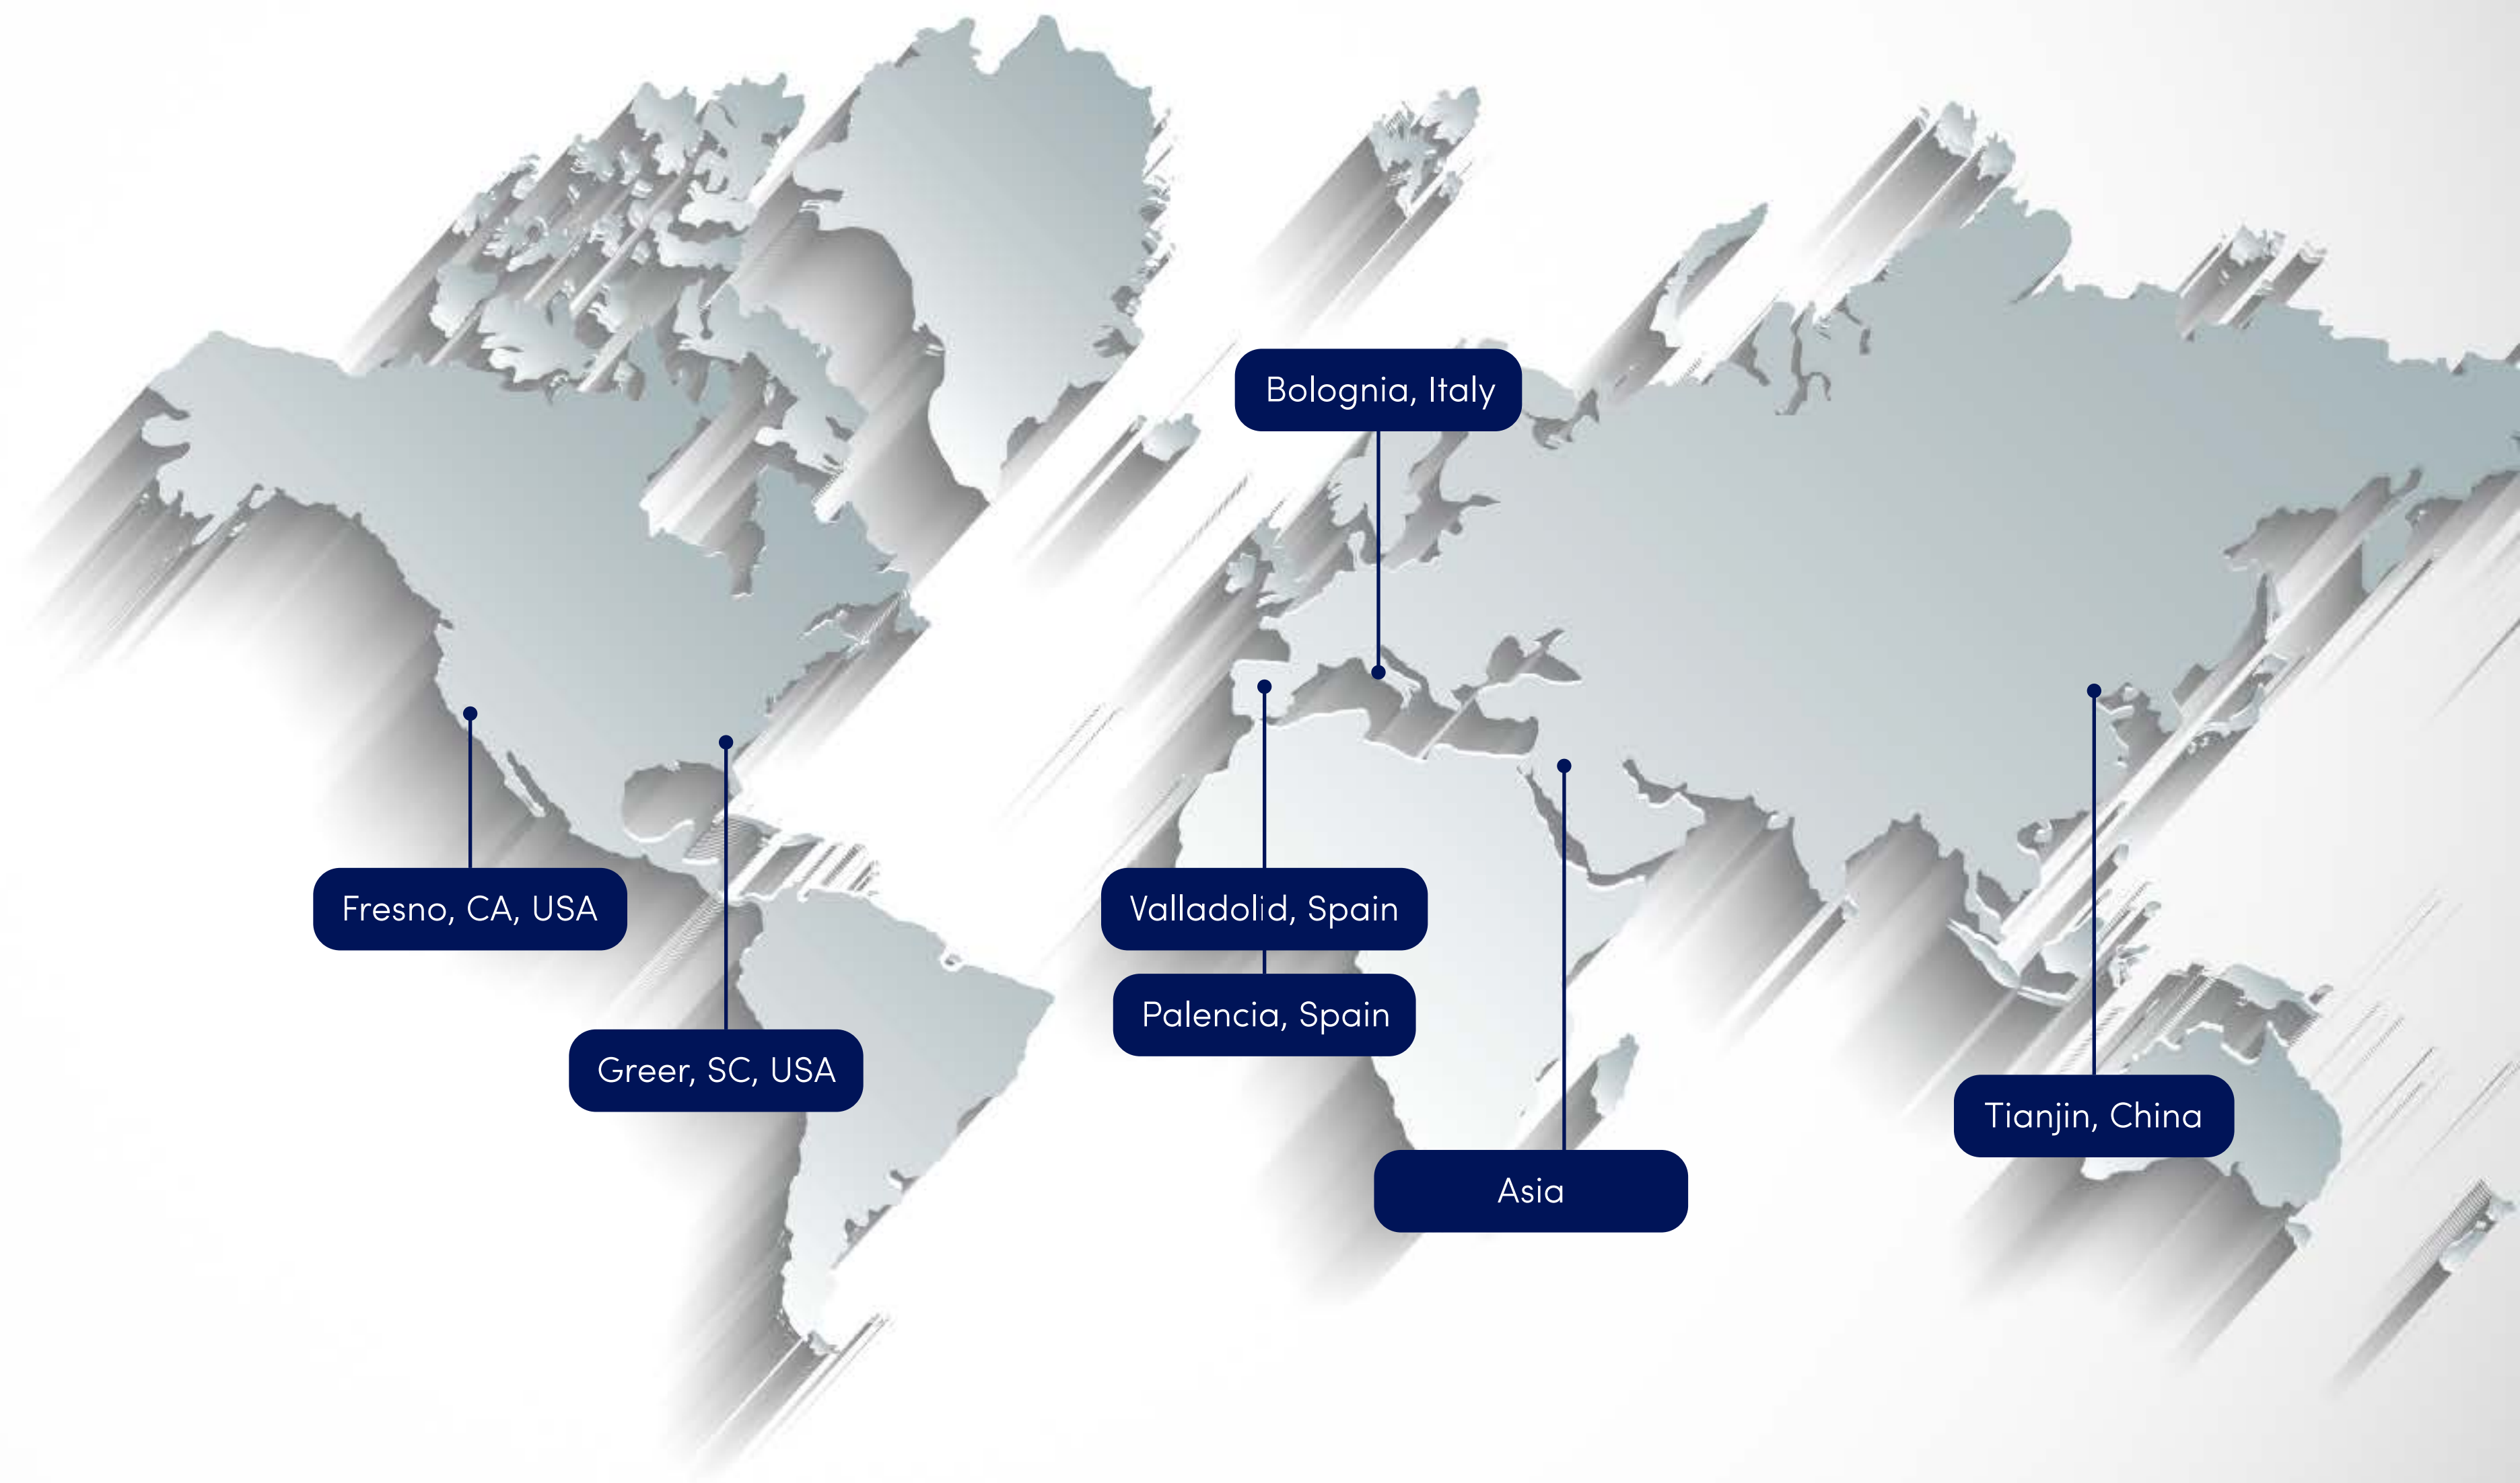 Bolognia, Italy
Fresno, CA, USA
Valladolid, Spain
Palencia, Spain
Greer, SC, USA
Tianjin, China
Asia